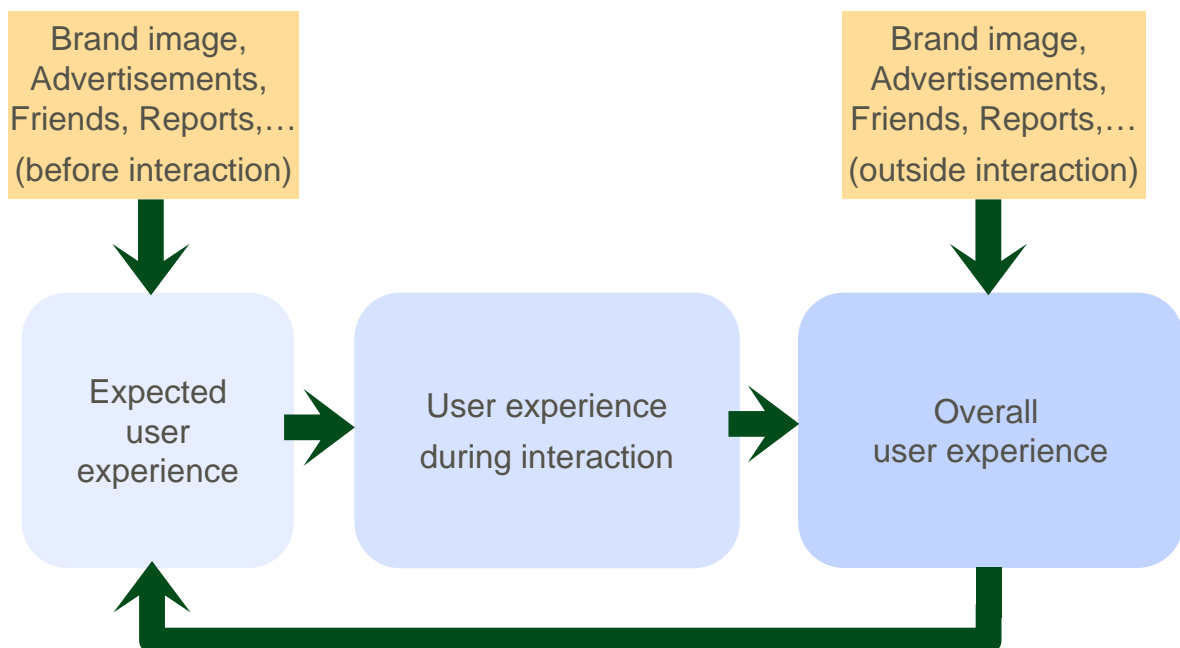 Brand image,
Advertisements,
Friends, Reports,…
(before interaction)
Brand image,
Advertisements,
Friends, Reports,…
(outside interaction)
Expected
user
experience
User experience
during interaction
Overall
user experience